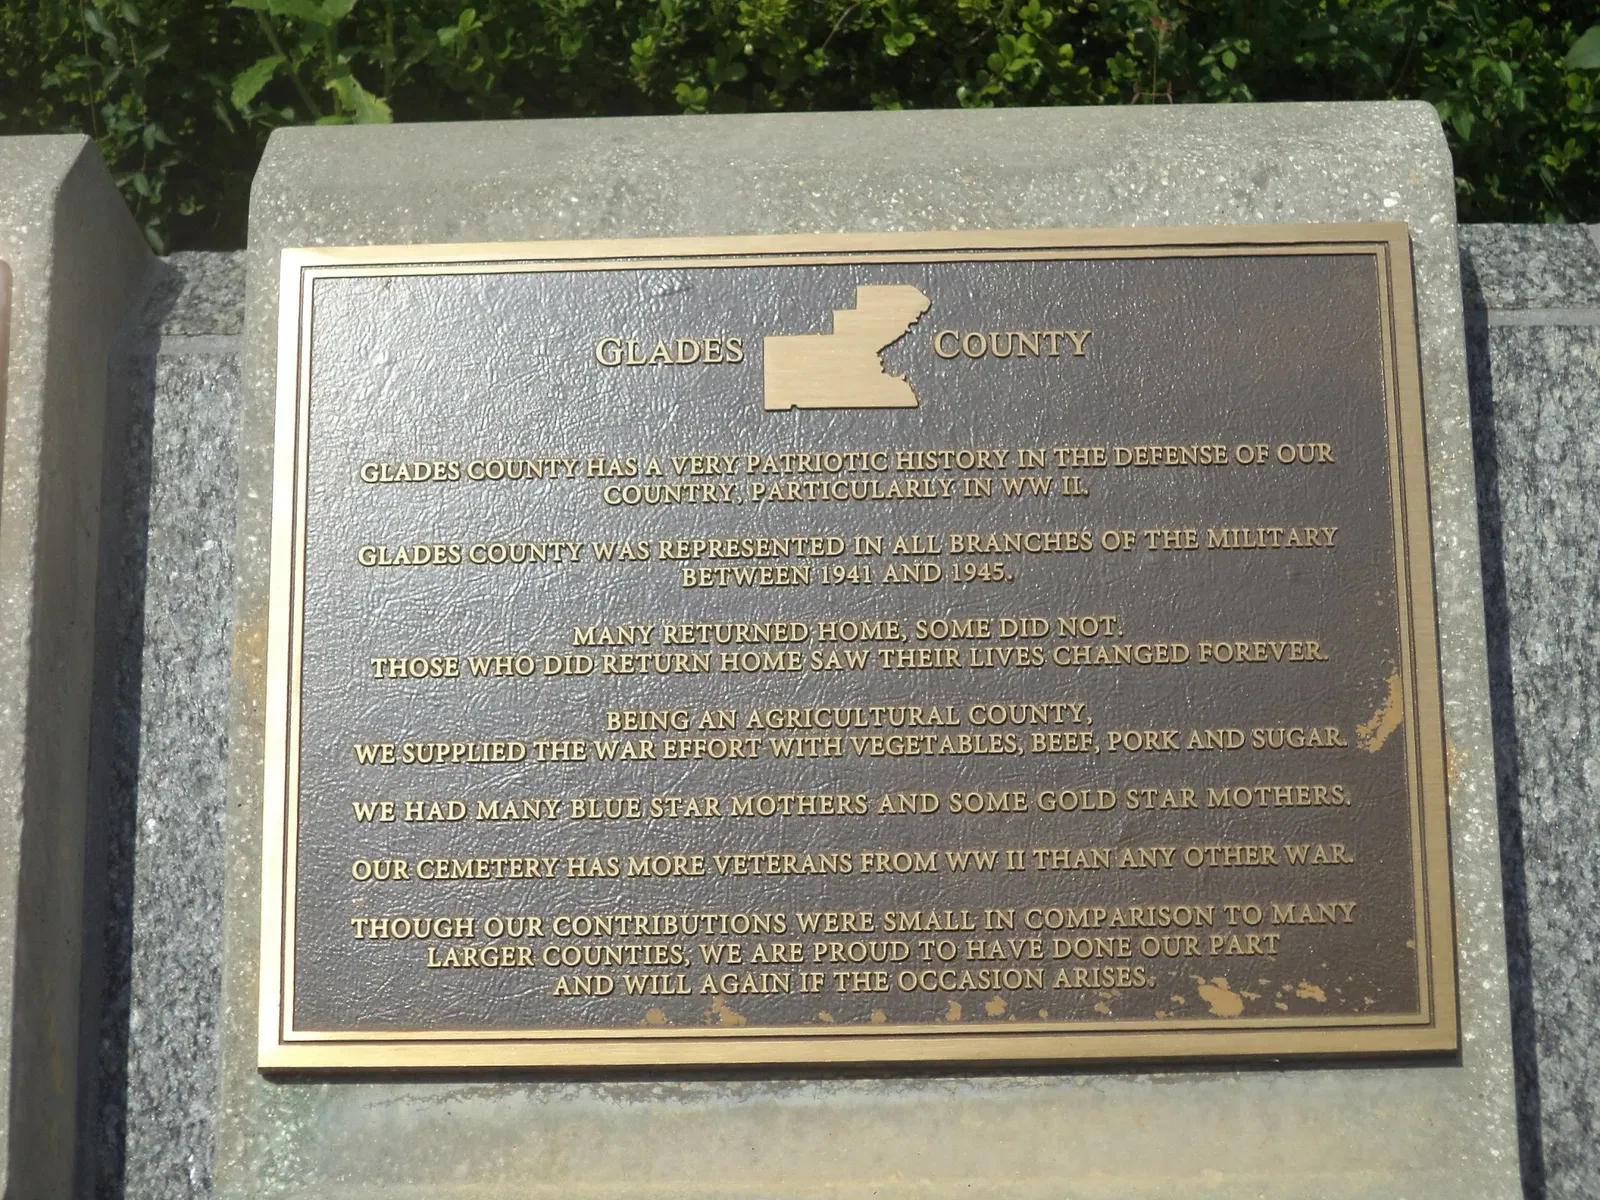 GLADES COUNTY
GLADES COUNTY HAS A VERY PATRIOTIC HISTORY IN THE DEFENSE OF OUR
COUNTRY, PARTICULARLY IN WW II.
GLADES COUNTY WAS REPRESENTED IN ALL BRANCHES OF THE MILITARY
BETWEEN 1941 AND 1945.
MANY RETURNED HOME, SOME DID NOT.
THOSE WHO DID RETURN HOME SAW THEIR LIVES CHANGED FOREVER.
BEING AN AGRICULTURAL COUNTY,
WE SUPPLIED THE WAR EFFORT WITH VEGETABLES, BEEF, PORK AND SUGAR.
WE HAD MANY BLUE STAR MOTHERS AND SOME GOLD STAR MOTHERS.
OUR CEMETERY HAS MORE VETERANS FROM WW II THAN ANY OTHER WAR.
THOUGH OUR CONTRIBUTIONS WERE SMALL IN COMPARISON TO MANY
LARGER COUNTIES, WE ARE PROUD TO HAVE DONE OUR PART
AND WILL AGAIN IF THE OCCASION ARISES.